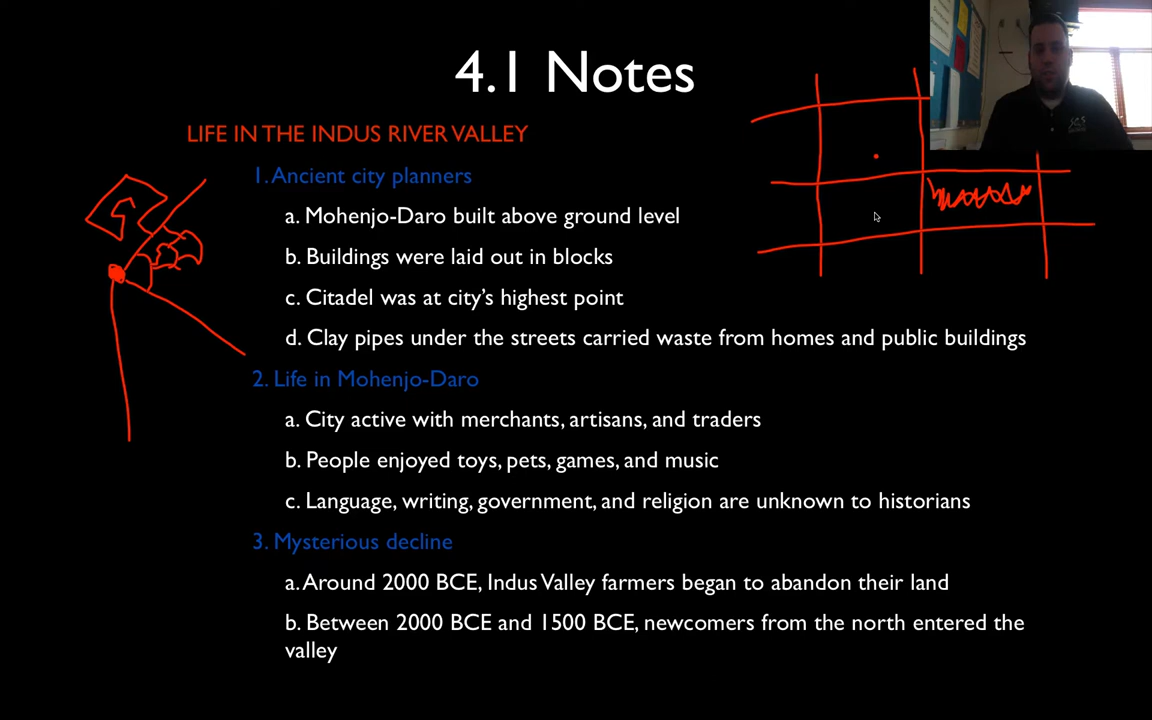 4.1 Notes
LIFE IN THE INDUS RIVER VALLEY
1. Ancient city planners
a. Mohenjo-Daro built above ground level
b. Buildings were laid out in blocks
c. Citadel was at city's highest point
d. Clay pipes under the streets carried waste from homes and public buildings
2. Life in Mohenjo-Daro
a. City active with merchants, artisans, and traders
b. People enjoyed toys, pets, games, and music
c. Language, writing, government, and religion are unknown to historians
3. Mysterious decline
a. Around 2000 BCE, Indus Valley farmers began to abandon their land
b. Between 2000 BCE and 1500 BCE, newcomers from the north entered the
valley